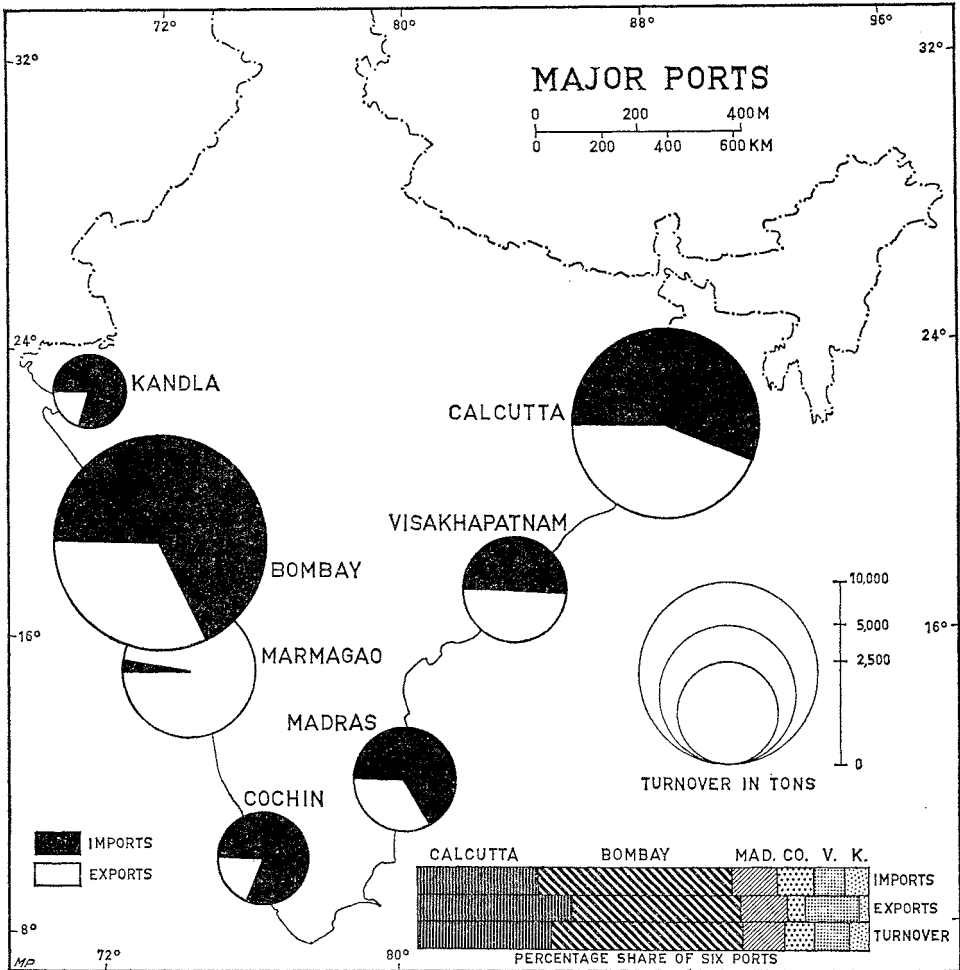 72° 80° 88° 96°
32° 32°
MAJOR PORTS
0 200 400 M
0 200 400 600 KM
24° 24°
KANDLA
CALCUTTA
VISAKHAPATNAM
BOMBAY
10,000
5,000
2,500
0
16° 16°
MARMAGAO
MADRAS
TURNOVER IN TONS
COCHIN
IMPORTS
EXPORTS
CALCUTTA BOMBAY MAD. CO. V. K.
IMPORTS
EXPORTS
TURNOVER
PERCENTAGE SHARE OF SIX PORTS
8°
MP 72° 80°